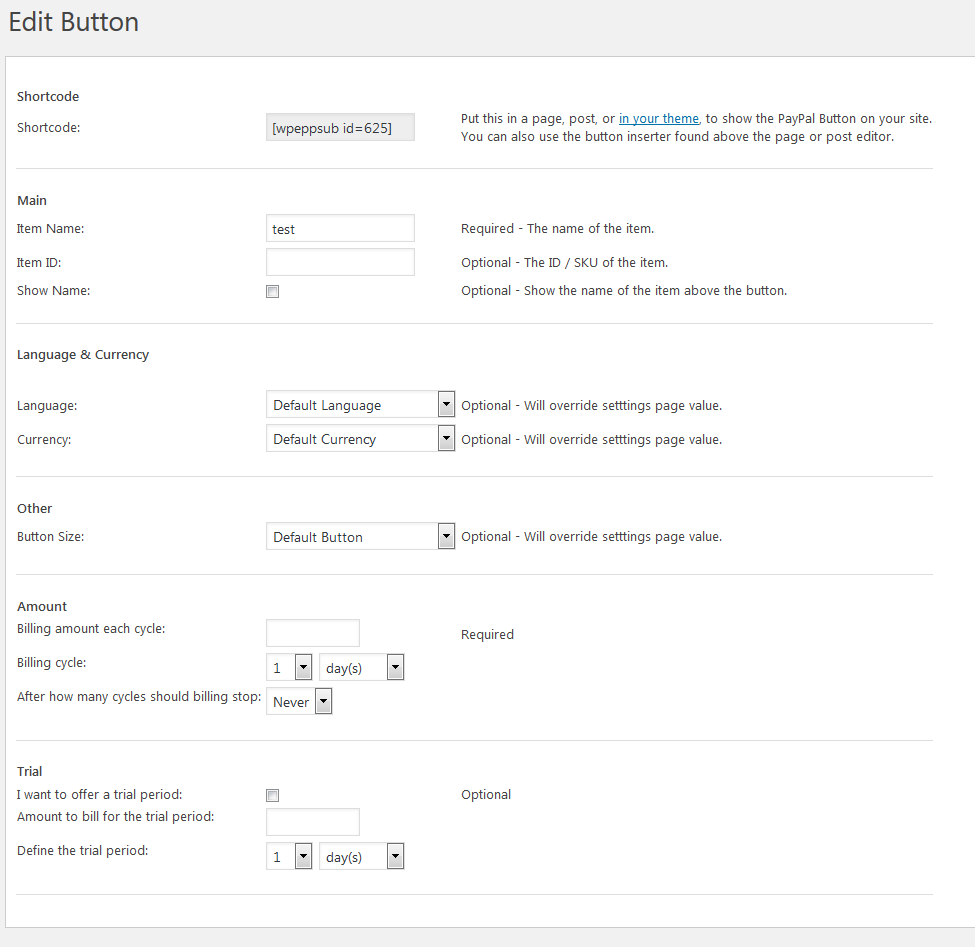 Edit Button
Shortcode
Shortcode: [wpeppsub id=625] Put this in a page, post, or in your theme, to show the PayPal Button on your site.
You can also use the button inserter found above the page or post editor.
Main
Item Name: test Required - The name of the item.
Item ID: Optional - The ID / SKU of the item.
Show Name: Optional - Show the name of the item above the button.
Language & Currency
Language: Default Language Optional - Will override setttings page value.
Currency: Default Currency Optional - Will override setttings page value.
Other
Button Size: Default Button Optional - Will override setttings page value.
Amount
Billing amount each cycle: Required
Billing cycle: 1 day(s)
After how many cycles should billing stop: Never
Trial
I want to offer a trial period: Optional
Amount to bill for the trial period:
Define the trial period: 1 day(s)